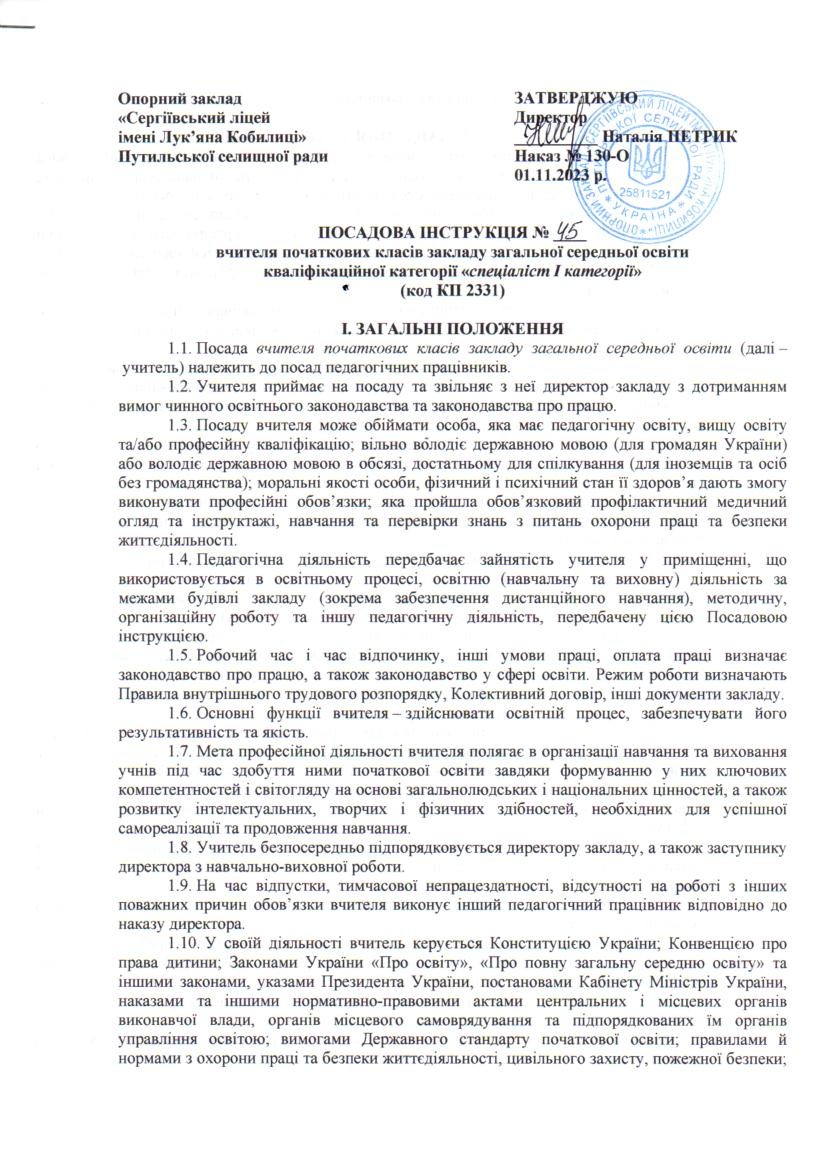 Опорний заклад
«Сергіївський ліцей
імені Лук’яна Кобилиці»
Путильської селищної ради
ЗАТВЕРДЖУЮ
Директор
Наталія ПЕТРИК
Наказ № 130-О
01.11.2023 р.
25811521
УКРАЇНА
ПОСАДОВА ІНСТРУКЦІЯ № 45
вчителя початкових класів закладу загальної середньої освіти
кваліфікаційної категорії «спеціаліст І категорії»
(код КП 2331)
І. ЗАГАЛЬНІ ПОЛОЖЕННЯ
1.1. Посада вчителя початкових класів закладу загальної середньої освіти (далі –
учитель) належить до посад педагогічних працівників.
1.2. Учителя приймає на посаду та звільняє з неї директор закладу з дотриманням
вимог чинного освітнього законодавства та законодавства про працю.
1.3. Посаду вчителя може обіймати особа, яка має педагогічну освіту, вищу освіту
та/або професійну кваліфікацію; вільно володіє державною мовою (для громадян України)
або володіє державною мовою в обсязі, достатньому для спілкування (для іноземців та осіб
без громадянства); моральні якості особи, фізичний і психічний стан її здоров’я дають змогу
виконувати професійні обов’язки; яка пройшла обов’язковий профілактичний медичний
огляд та інструктажі, навчання та перевірки знань з питань охорони праці та безпеки
життєдіяльності.
1.4. Педагогічна діяльність передбачає зайнятість учителя у приміщенні, що
використовується в освітньому процесі, освітню (навчальну та виховну) діяльність за
межами будівлі закладу (зокрема забезпечення дистанційного навчання), методичну,
організаційну роботу та іншу педагогічну діяльність, передбачену цією Посадовою
інструкцією.
1.5. Робочий час і час відпочинку, інші умови праці, оплата праці визначає
законодавство про працю, а також законодавство у сфері освіти. Режим роботи визначають
Правила внутрішнього трудового розпорядку, Колективний договір, інші документи закладу.
1.6. Основні функції вчителя – здійснювати освітній процес, забезпечувати його
результативність та якість.
1.7. Мета професійної діяльності вчителя полягає в організації навчання та виховання
учнів під час здобуття ними початкової освіти завдяки формуванню у них ключових
компетентностей і світогляду на основі загальнолюдських і національних цінностей, а також
розвитку інтелектуальних, творчих і фізичних здібностей, необхідних для успішної
самореалізації та продовження навчання.
1.8. Учитель безпосередньо підпорядковується директору закладу, а також заступнику
директора з навчально-виховної роботи.
1.9. На час відпустки, тимчасової непрацездатності, відсутності на роботі з інших
поважних причин обов’язки вчителя виконує інший педагогічний працівник відповідно до
наказу директора.
1.10. У своїй діяльності вчитель керується Конституцією України; Конвенцією про
права дитини; Законами України «Про освіту», «Про повну загальну середню освіту» та
іншими законами, указами Президента України, постановами Кабінету Міністрів України,
наказами та іншими нормативно-правовими актами центральних і місцевих органів
виконавчої влади, органів місцевого самоврядування та підпорядкованих їм органів
управління освітою; вимогами Державного стандарту початкової освіти; правилами й
нормами з охорони праці та безпеки життєдіяльності, цивільного захисту, пожежної безпеки;